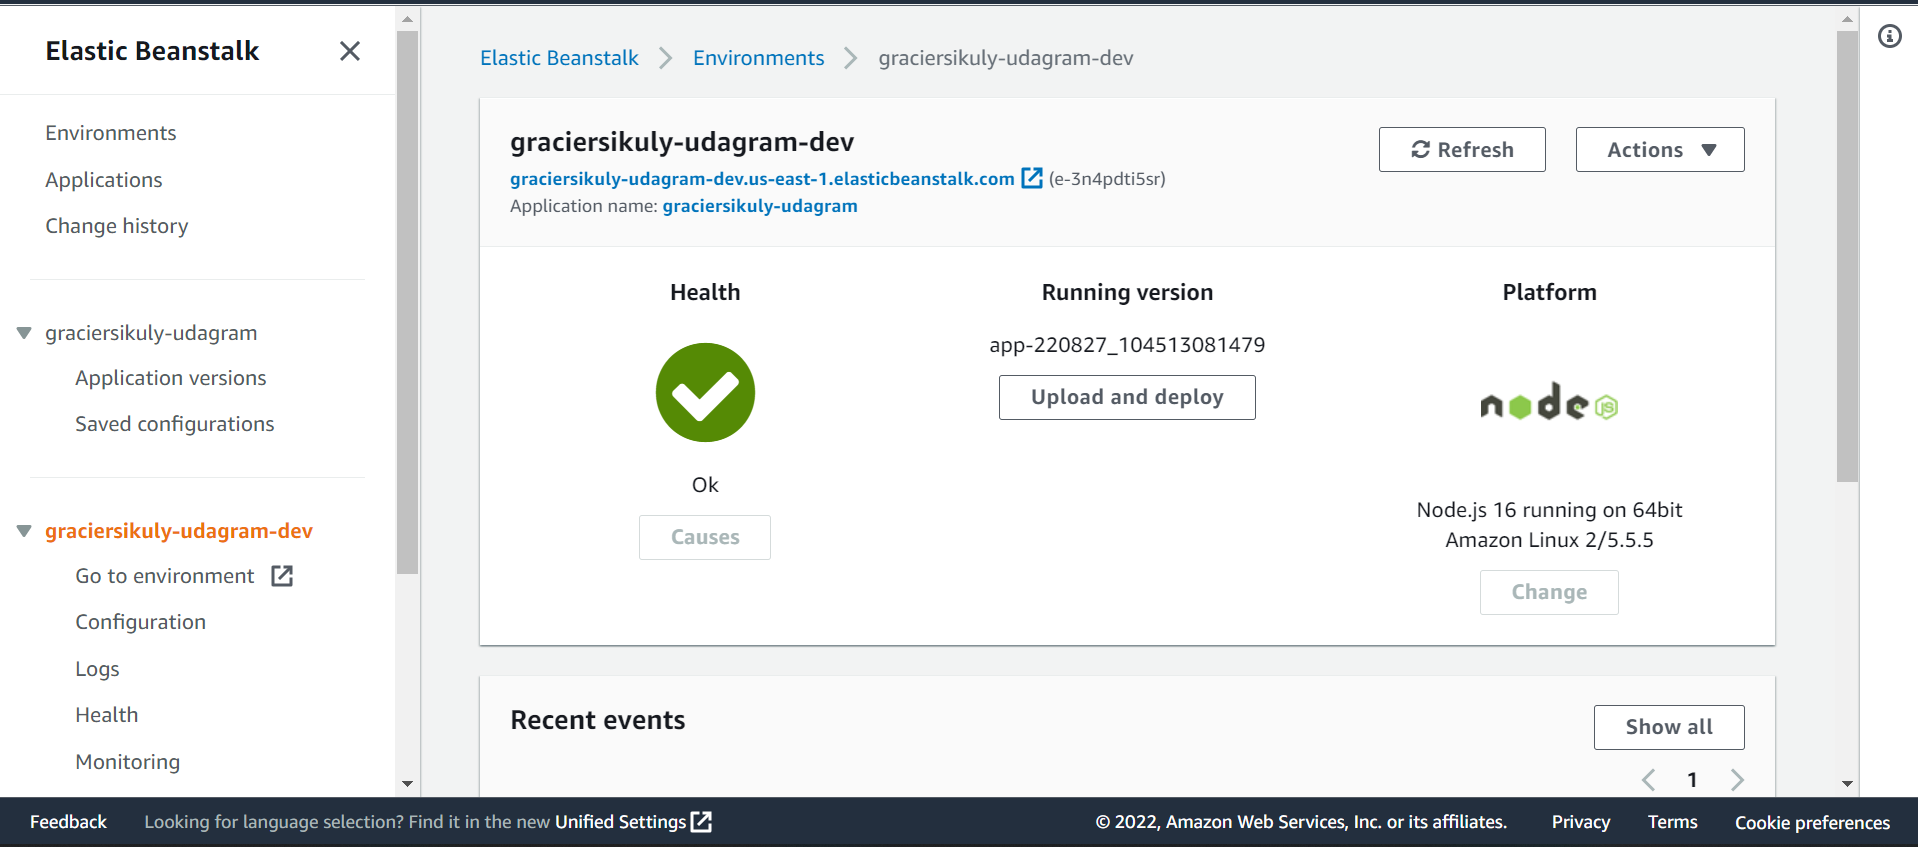 Elastic Beanstalk
Environments
Applications
Change history
graciersikuly-udagram
Application versions
Saved configurations
graciersikuly-udagram-dev
Go to environment
Configuration
Logs
Health
Monitoring
Elastic Beanstalk Environments graciersikuly-udagram-dev
graciersikuly-udagram-dev
Refresh Actions
graciersikuly-udagram-dev.us-east-1.elasticbeanstalk.com (e-3n4pdti5sr)
Application name: graciersikuly-udagram
Health
Ok
Causes
Running version
app-220827_104513081479
Upload and deploy
Platform
node JS
Node.js 16 running on 64bit
Amazon Linux 2/5.5.5
Change
Recent events
Show all
1
Feedback Looking for language selection? Find it in the new Unified Settings © 2022, Amazon Web Services, Inc. or its affiliates. Privacy Terms Cookie preferences